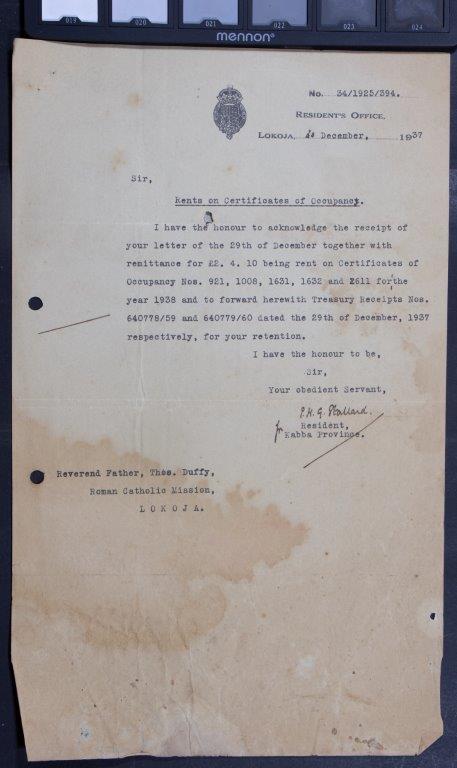 019 020 021 022 023 024
mennon
No. 34/1925/394.
RESIDENT'S OFFICE,
LOKOJA, 30 December, 1937
Sir,
Rents on Certificates of Occupancy.
I have the honour to acknowledge the receipt of
your letter of the 29th of December together with
remittance for £2. 4. 10 being rent on Certificates of
Occupancy Nos. 921, 1008, 1631, 1632 and 2611 for the
year 1938 and to forward herewith Treasury Receipts Nos.
640778/59 and 640779/60 dated the 29th of December, 1937
respectively, for your retention.
I have the honour to be,
Sir,
Your obedient Servant,
Resident,
for Kabba Province.
Reverend Father, Thos. Duffy,
Roman Catholic Mission,
LOKOJA.